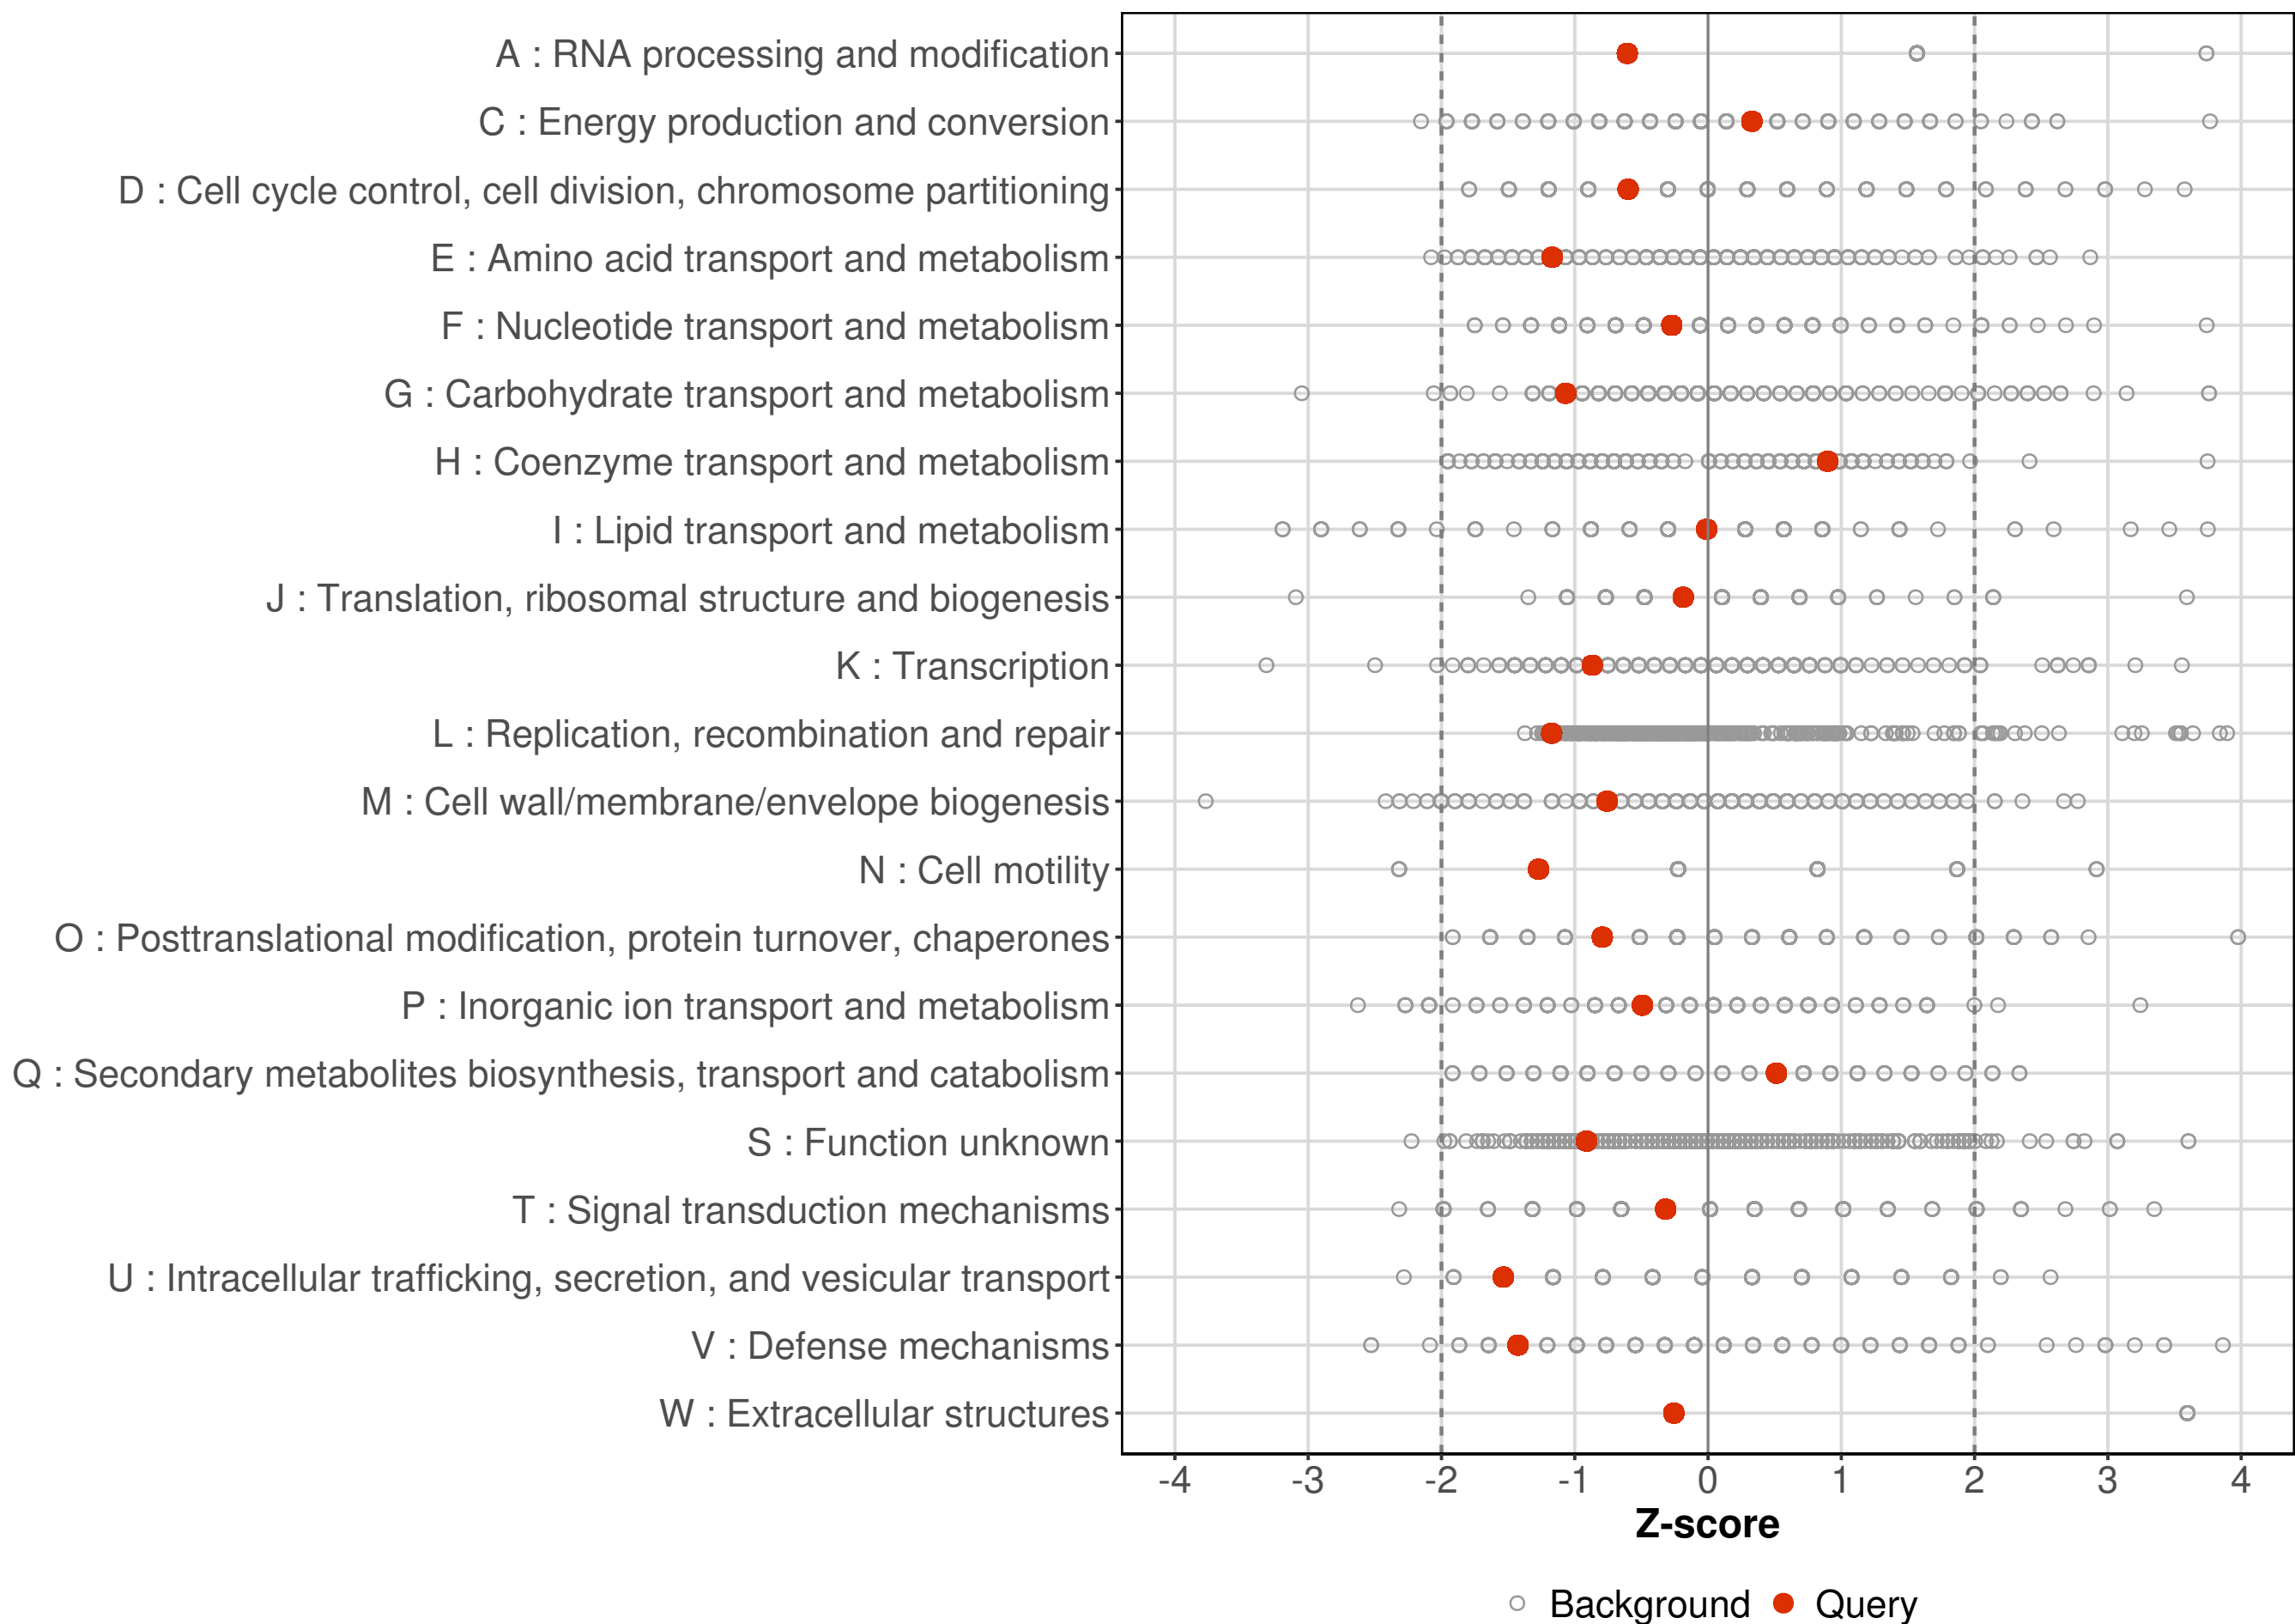 A : RNA processing and modification
C : Energy production and conversion
D : Cell cycle control, cell division, chromosome partitioning
E : Amino acid transport and metabolism
F : Nucleotide transport and metabolism
G : Carbohydrate transport and metabolism
H : Coenzyme transport and metabolism
I : Lipid transport and metabolism
J : Translation, ribosomal structure and biogenesis
K : Transcription
L : Replication, recombination and repair
M : Cell wall/membrane/envelope biogenesis
N : Cell motility
O : Posttranslational modification, protein turnover, chaperones
P : Inorganic ion transport and metabolism
Q : Secondary metabolites biosynthesis, transport and catabolism
S : Function unknown
T : Signal transduction mechanisms
U : Intracellular trafficking, secretion, and vesicular transport
V : Defense mechanisms
W : Extracellular structures
-4 -3 -2 -1 0 1 2 3 4
Z-score
Background Query